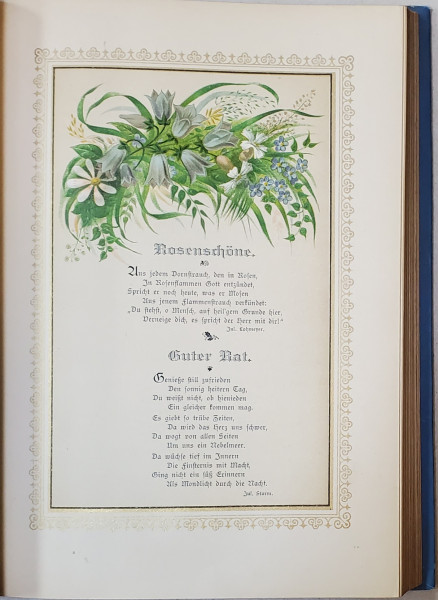 Rosenschöne.
Aus jedem Dornstrauch, den in Rosen,
In Rosenflammen Gott entzündet,
Spricht er noch heute, was er Mosen
Aus jenem Flammenstrauch verkündet:
„Du stehst, o Mensch, auf heil'gem Grunde hier,
Verneige dich, es spricht der Herr mit dir!“
Jul. Lohmeyer.
Guter Rat.
Genieße still zufrieden
Den sonnig heitern Tag,
Du weißt nicht, ob hienieden
Ein gleicher kommen mag.
Es giebt so trübe Zeiten,
Da wird das Herz uns schwer,
Da wogt von allen Seiten
Um uns ein Nebelmeer.
Da wüchse tief im Innern
Die Finsternis mit Macht,
Ging nicht ein süß Erinnern
Als Mondlicht durch die Nacht.
Jul. Sturm.